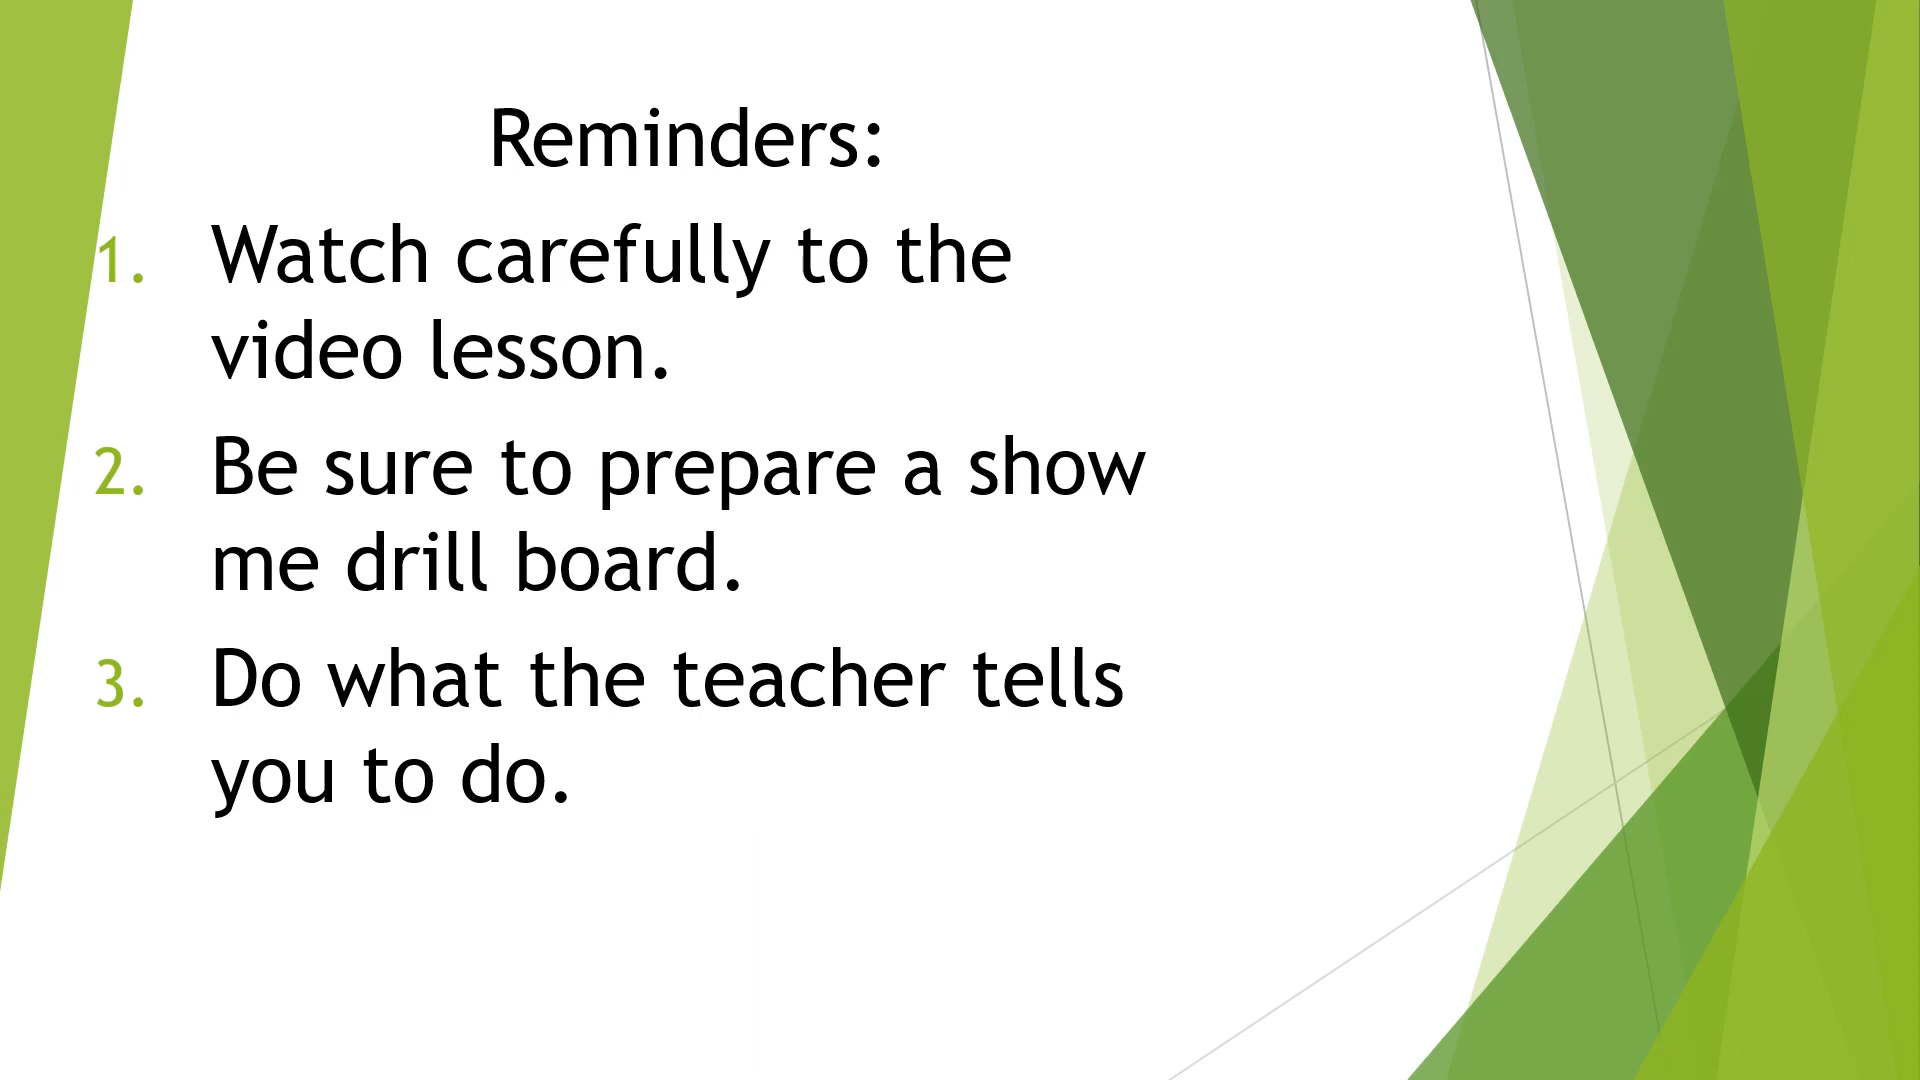 Reminders:
1. Watch carefully to the
video lesson.
2. Be sure to prepare a show
me drill board.
3. Do what the teacher tells
you to do.